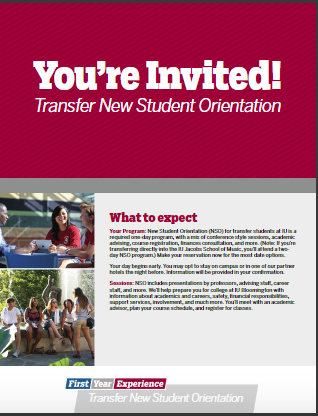 You're Invited!
Transfer New Student Orientation
What to expect
Your Program: New Student Orientation (NSO) for transfer students at IU is a
required one-day program, with a mix of conference style sessions, academic
advising, course registration, finances consultation, and more. (Note: If you're
transferring directly into the IU Jacobs School of Music, you'll attend a two-
day NSO program.) Make your reservation now for the most date options.
Your day begins early. You may opt to stay on campus or in one of our partner
hotels the night before. Information will be provided in your confirmation.
Sessions: NSO includes presentations by professors, advising staff, career
staff, and more. We'll help prepare you for college at IU Bloomington with
information about academics and careers, safety, financial responsibilities,
support services, involvement, and much more. You'll meet with an academic
advisor, plan your course schedule, and register for classes.
First Year Experience
Transfer New Student Orientation